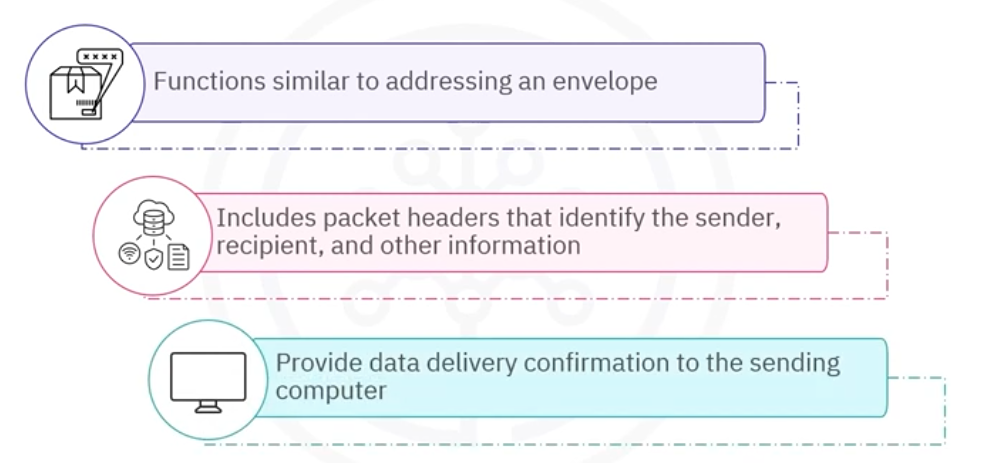 Functions similar to addressing an envelope
Includes packet headers that identify the sender,
recipient, and other information
Provide data delivery confirmation to the sending
computer